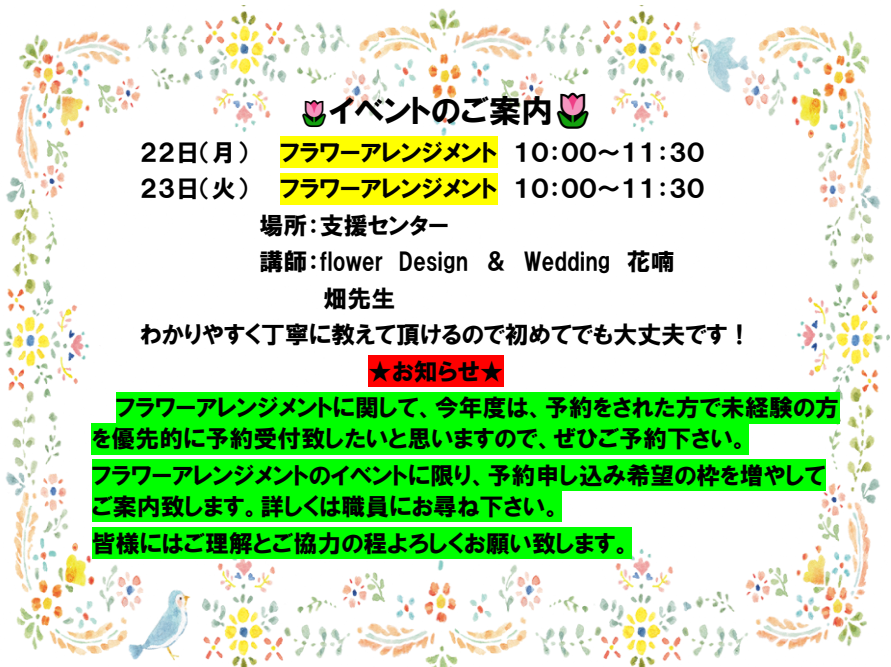 イベントのご案内
22日(月) フラワーアレンジメント 10:00~11:30
23日(火) フラワーアレンジメント 10:00~11:30
場所:支援センター
講師:flower Design & Wedding 花喃
畑先生
わかりやすく丁寧に教えて頂けるので初めてでも大丈夫です!
★お知らせ★
フラワーアレンジメントに関して、今年度は、予約をされた方で未経験の方
を優先的に予約受付致したいと思いますので、ぜひご予約下さい。
フラワーアレンジメントのイベントに限り、予約申し込み希望の枠を増やして
ご案内致します。詳しくは職員にお尋ね下さい。
皆様にはご理解とご協力の程よろしくお願い致します。